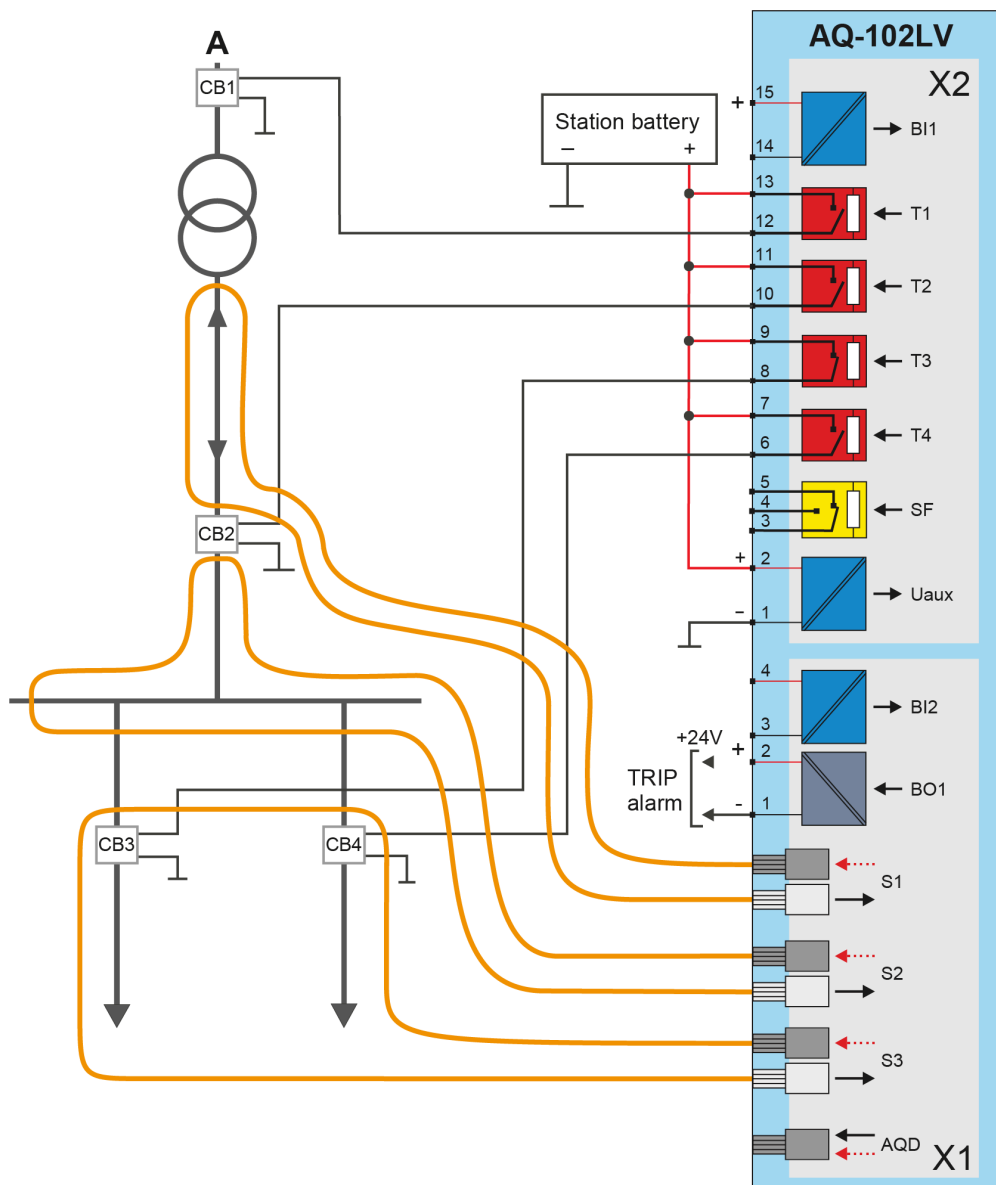 A
CB1
CB2
CB3
CB4
Station battery
– +
AQ-102LV
X2
+ 15
BI1
14
13
T1
12
11
T2
10
9
T3
8
7
T4
6
5
4
SF
3
+ 2
Uaux
– 1
4
BI2
3
+24V
+ 2
TRIP
alarm
BO1
- 1
S1
S2
S3
AQD
X1